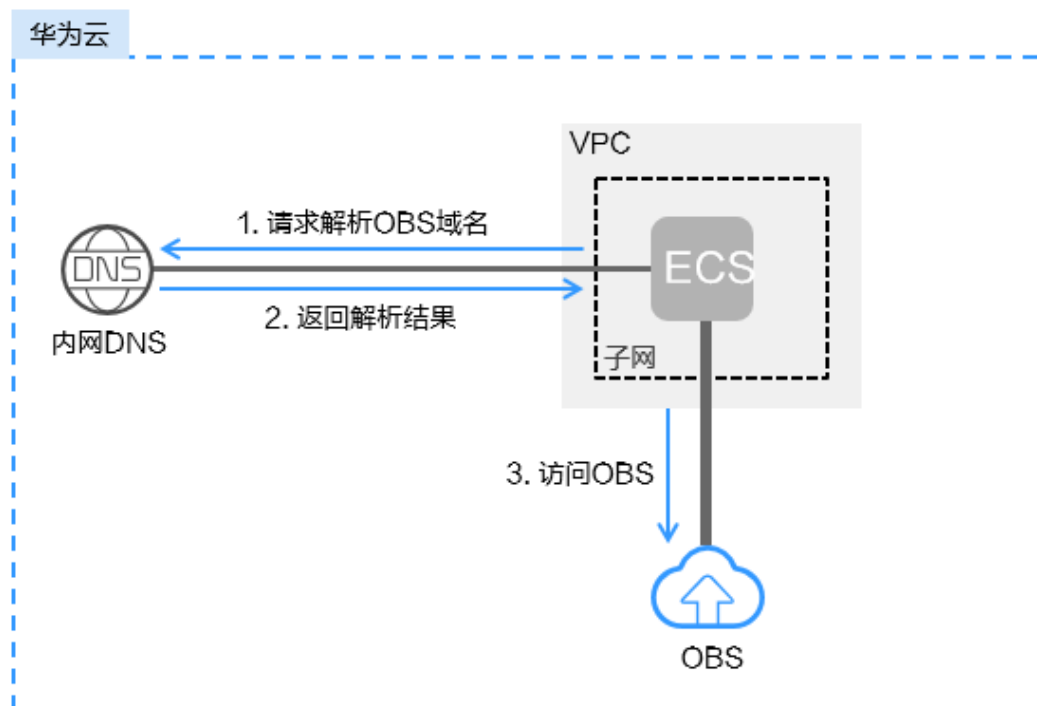 华为云
VPC
1. 请求解析OBS域名
DNS
ECS
2. 返回解析结果
内网DNS
子网
3. 访问OBS
OBS